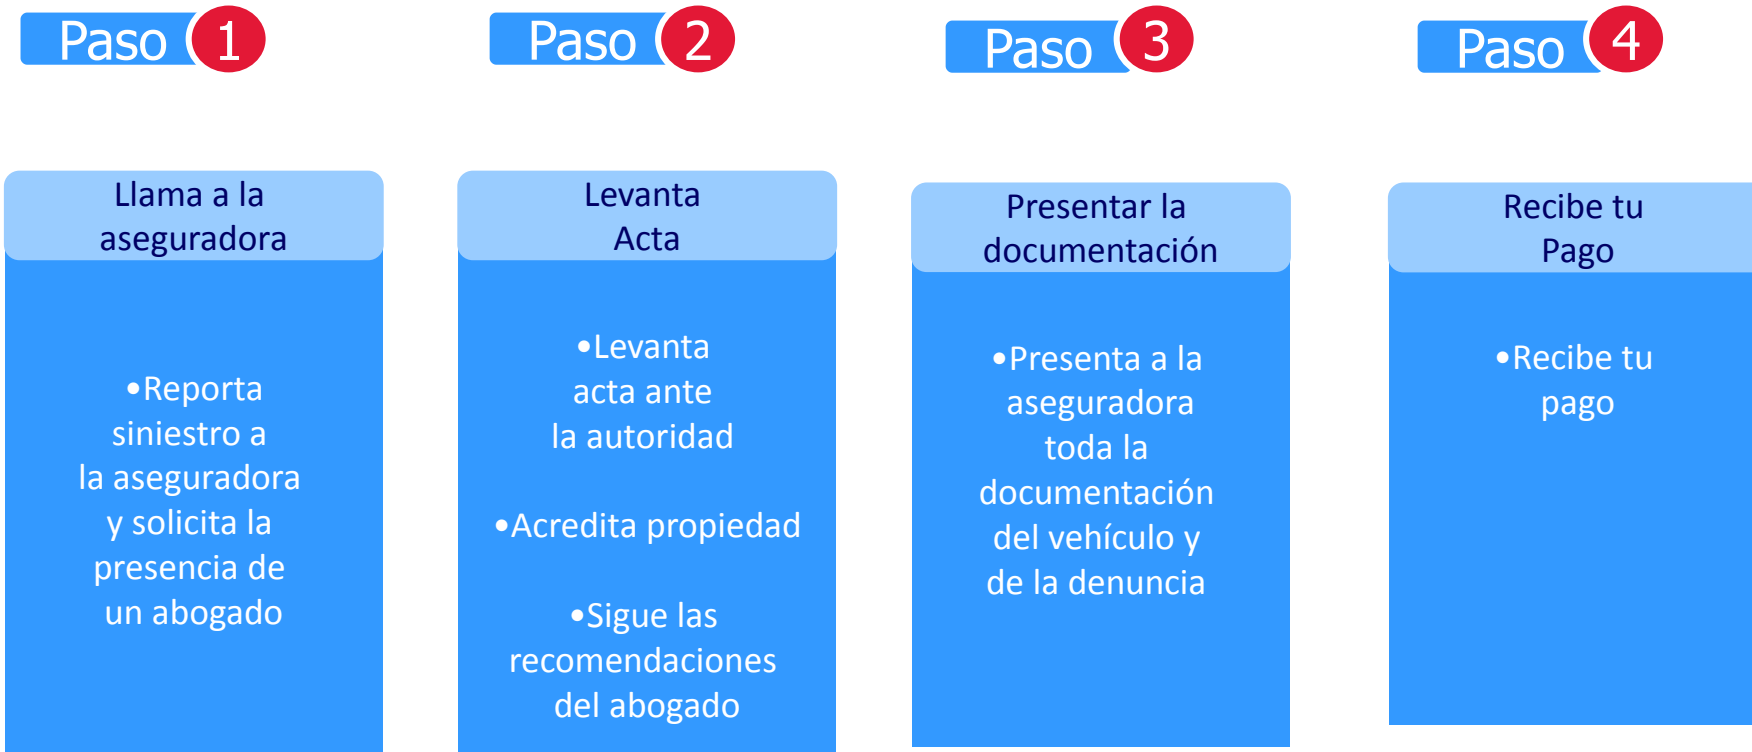 Paso 1
Llama a la
aseguradora
•Reporta
siniestro a
la aseguradora
y solicita la
presencia de
un abogado
Paso 2
Levanta
Acta
•Levanta
acta ante
la autoridad
•Acredita propiedad
•Sigue las
recomendaciones
del abogado
Paso 3
Presentar la
documentación
•Presenta a la
aseguradora
toda la
documentación
del vehículo y
de la denuncia
Paso 4
Recibe tu
Pago
•Recibe tu
pago